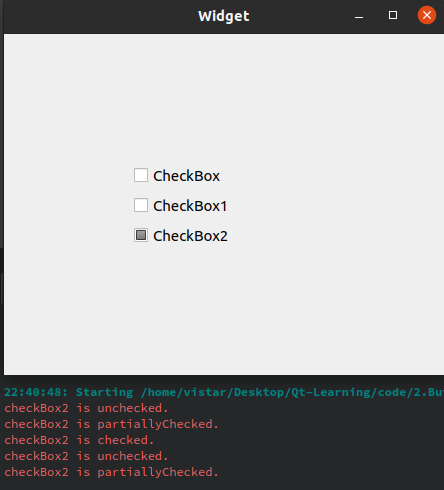 Widget
CheckBox
CheckBox1
CheckBox2
22:40:48: Starting /home/vistar/Desktop/Qt-Learning/code/2.Bu
checkBox2 is unchecked.
checkBox2 is partiallyChecked.
checkBox2 is checked.
checkBox2 is unchecked.
checkBox2 is partiallyChecked.